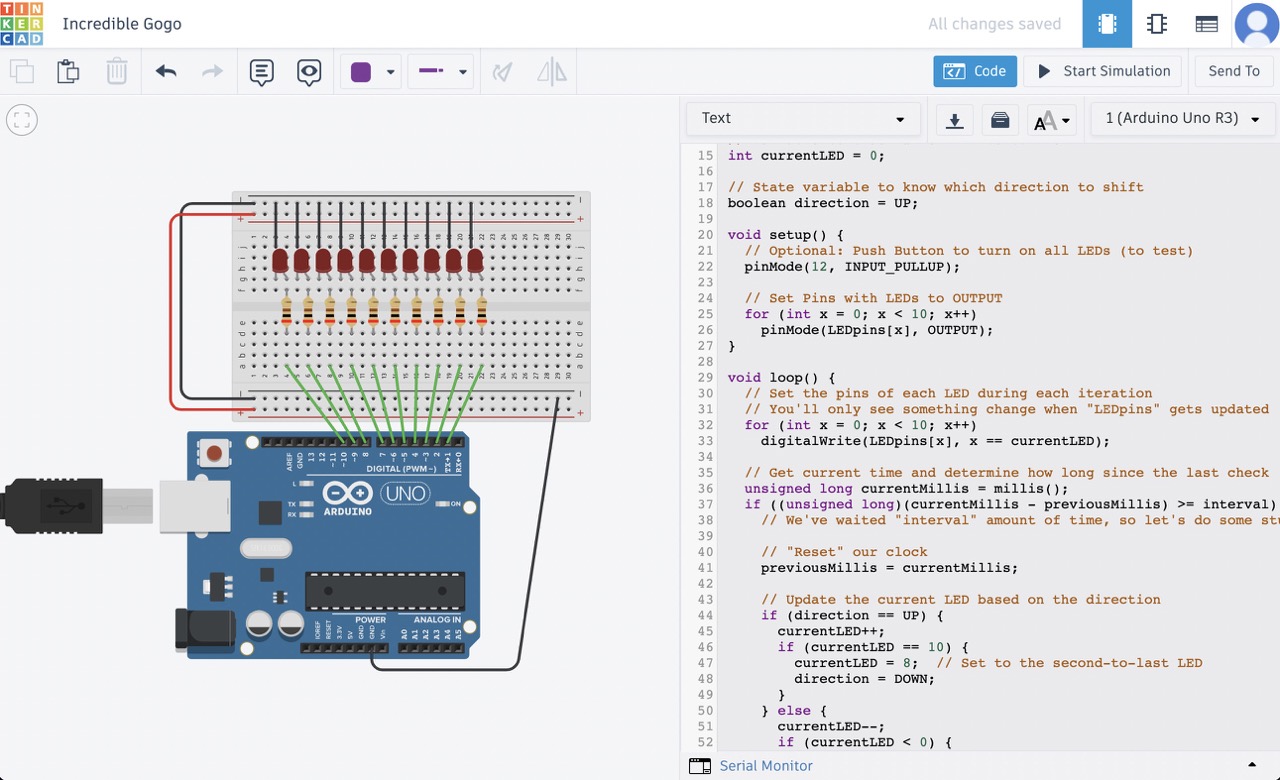 TIN
KER
CAD
Incredible Gogo
All changes saved
Code
Start Simulation
Send To
Text
1 (Arduino Uno R3)
15 int currentLED = 0;
16
17 // State variable to know which direction to shift
18 boolean direction = UP;
19
20 void setup() {
21 // Optional: Push Button to turn on all LEDs (to test)
22 pinMode(12, INPUT_PULLUP);
23
24 // Set Pins with LEDs to OUTPUT
25 for (int x = 0; x < 10; x++)
26 pinMode(LEDpins[x], OUTPUT);
27 }
28
29 void loop() {
30 // Set the pins of each LED during each iteration
31 // You'll only see something change when "LEDpins" gets updated
32 for (int x = 0; x < 10; x++)
33 digitalWrite(LEDpins[x], x == currentLED);
34
35 // Get current time and determine how long since the last check
36 unsigned long currentMillis = millis();
37 if ((unsigned long)(currentMillis - previousMillis) >= interval)
38 // We've waited "interval" amount of time, so let's do some stu
39
40 // "Reset" our clock
41 previousMillis = currentMillis;
42
43 // Update the current LED based on the direction
44 if (direction == UP) {
45 currentLED++;
46 if (currentLED == 10) {
47 currentLED = 8; // Set to the second-to-last LED
48 direction = DOWN;
49 }
50 } else {
51 currentLED--;
52 if (currentLED < 0) {
Serial Monitor
AREF
GND
13
12
~11
~10
~9
8
7
~6
~5
4
~3
2
TX→1
RX←0
DIGITAL (PWM~)
L
TX
RX
UNO
ON
ARDUINO
POWER
ANALOG IN
IOREF
RESET
3.3V
5V
GND
GND
Vin
A0
A1
A2
A3
A4
A5